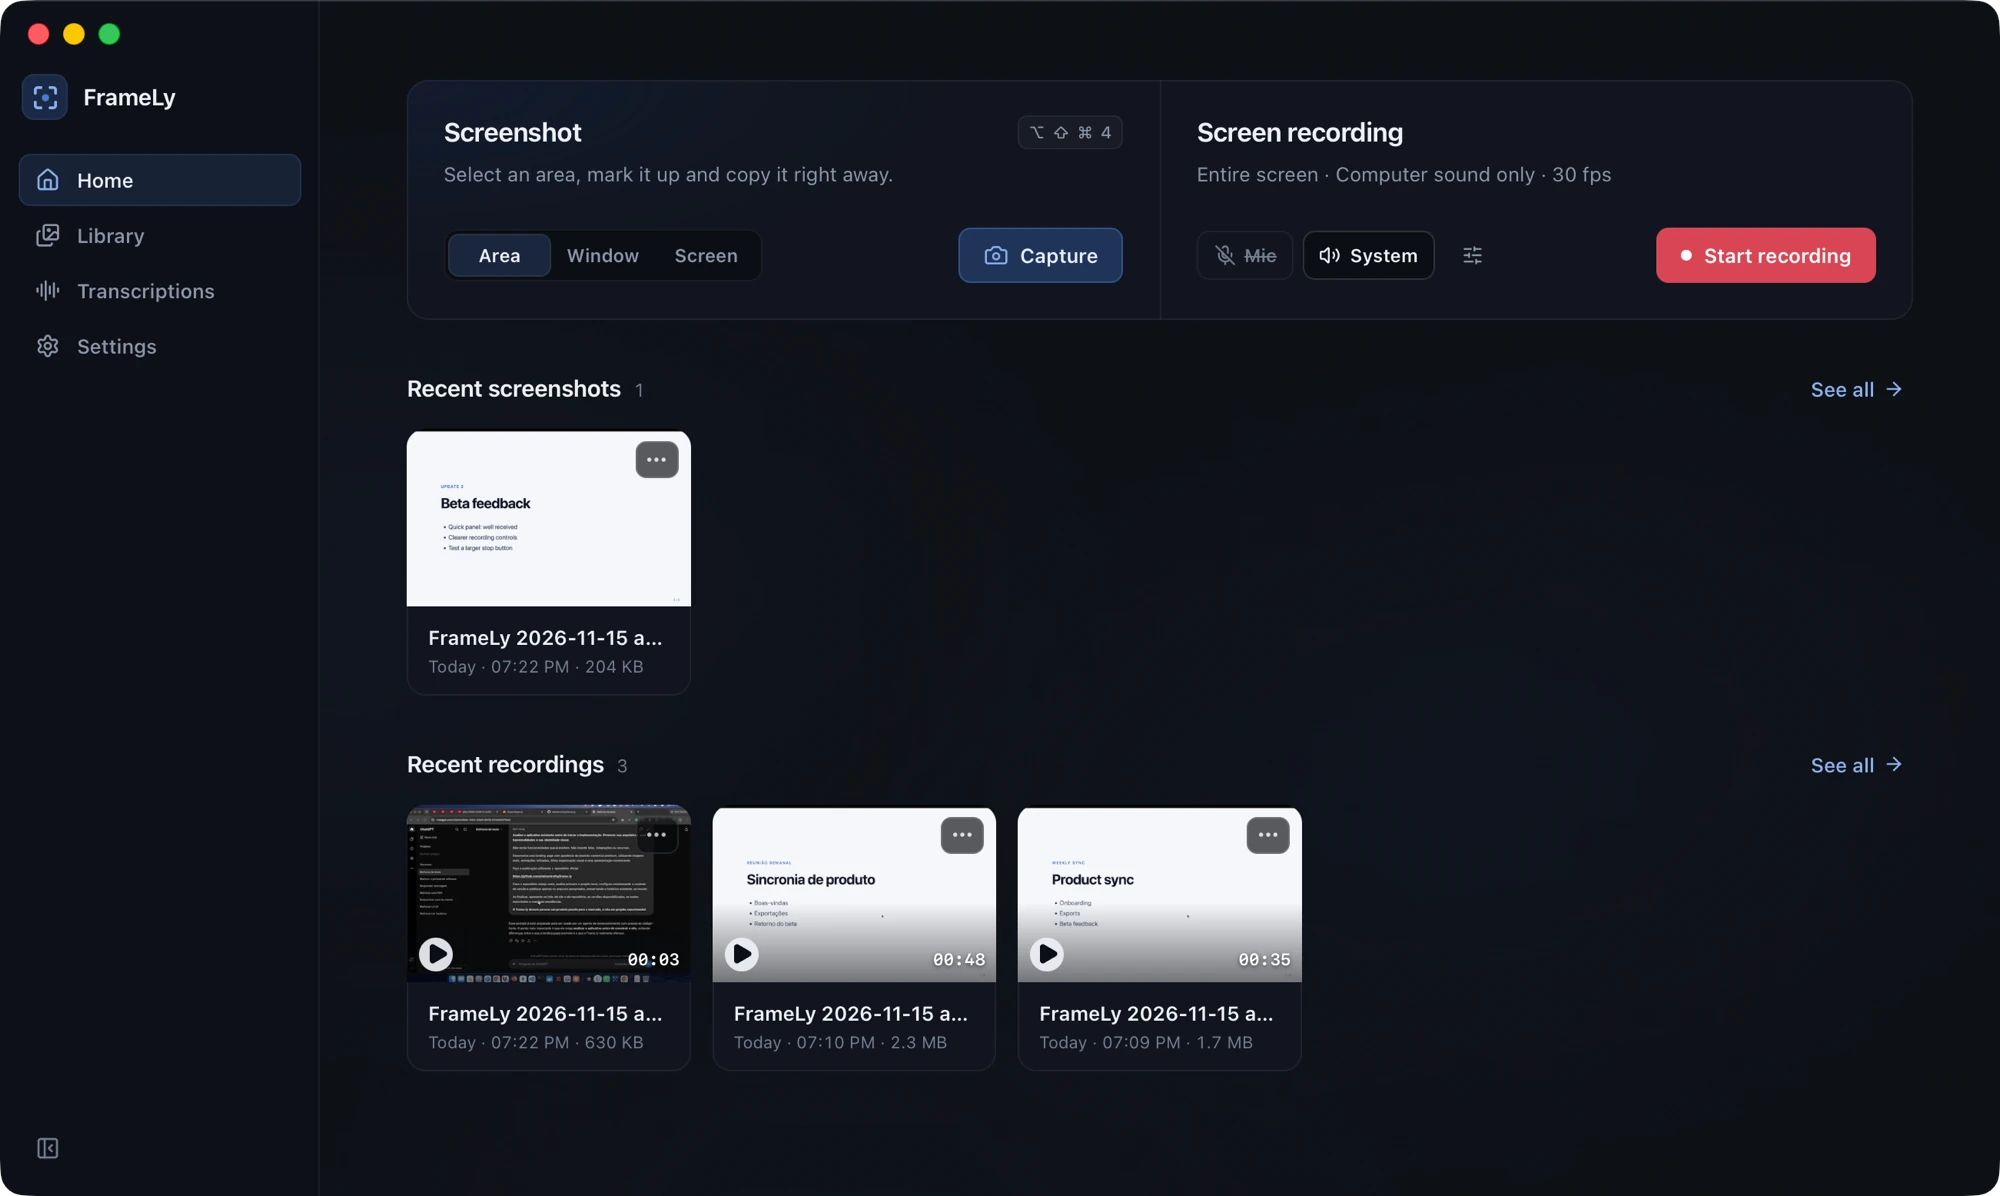 FrameLy
Home
Library
Transcriptions
Settings
Screenshot
⌥ ⇧ ⌘ 4
Select an area, mark it up and copy it right away.
Area
Window
Screen
Capture
Screen recording
Entire screen · Computer sound only · 30 fps
Mic
System
Start recording
Recent screenshots 1
See all →
UPDATE 3
Beta feedback
• Quick panel: well received
• Clearer recording controls
• Test a larger stop button
FrameLy 2026-11-15 a...
Today · 07:22 PM · 204 KB
Recent recordings 3
See all →
00:03
FrameLy 2026-11-15 a...
Today · 07:22 PM · 630 KB
REUNIÃO SEMANAL
Sincronia de produto
• Boas-vindas
• Exportações
• Retorno do beta
00:48
FrameLy 2026-11-15 a...
Today · 07:10 PM · 2.3 MB
WEEKLY SYNC
Product sync
• Onboarding
• Exports
• Beta feedback
00:35
FrameLy 2026-11-15 a...
Today · 07:09 PM · 1.7 MB